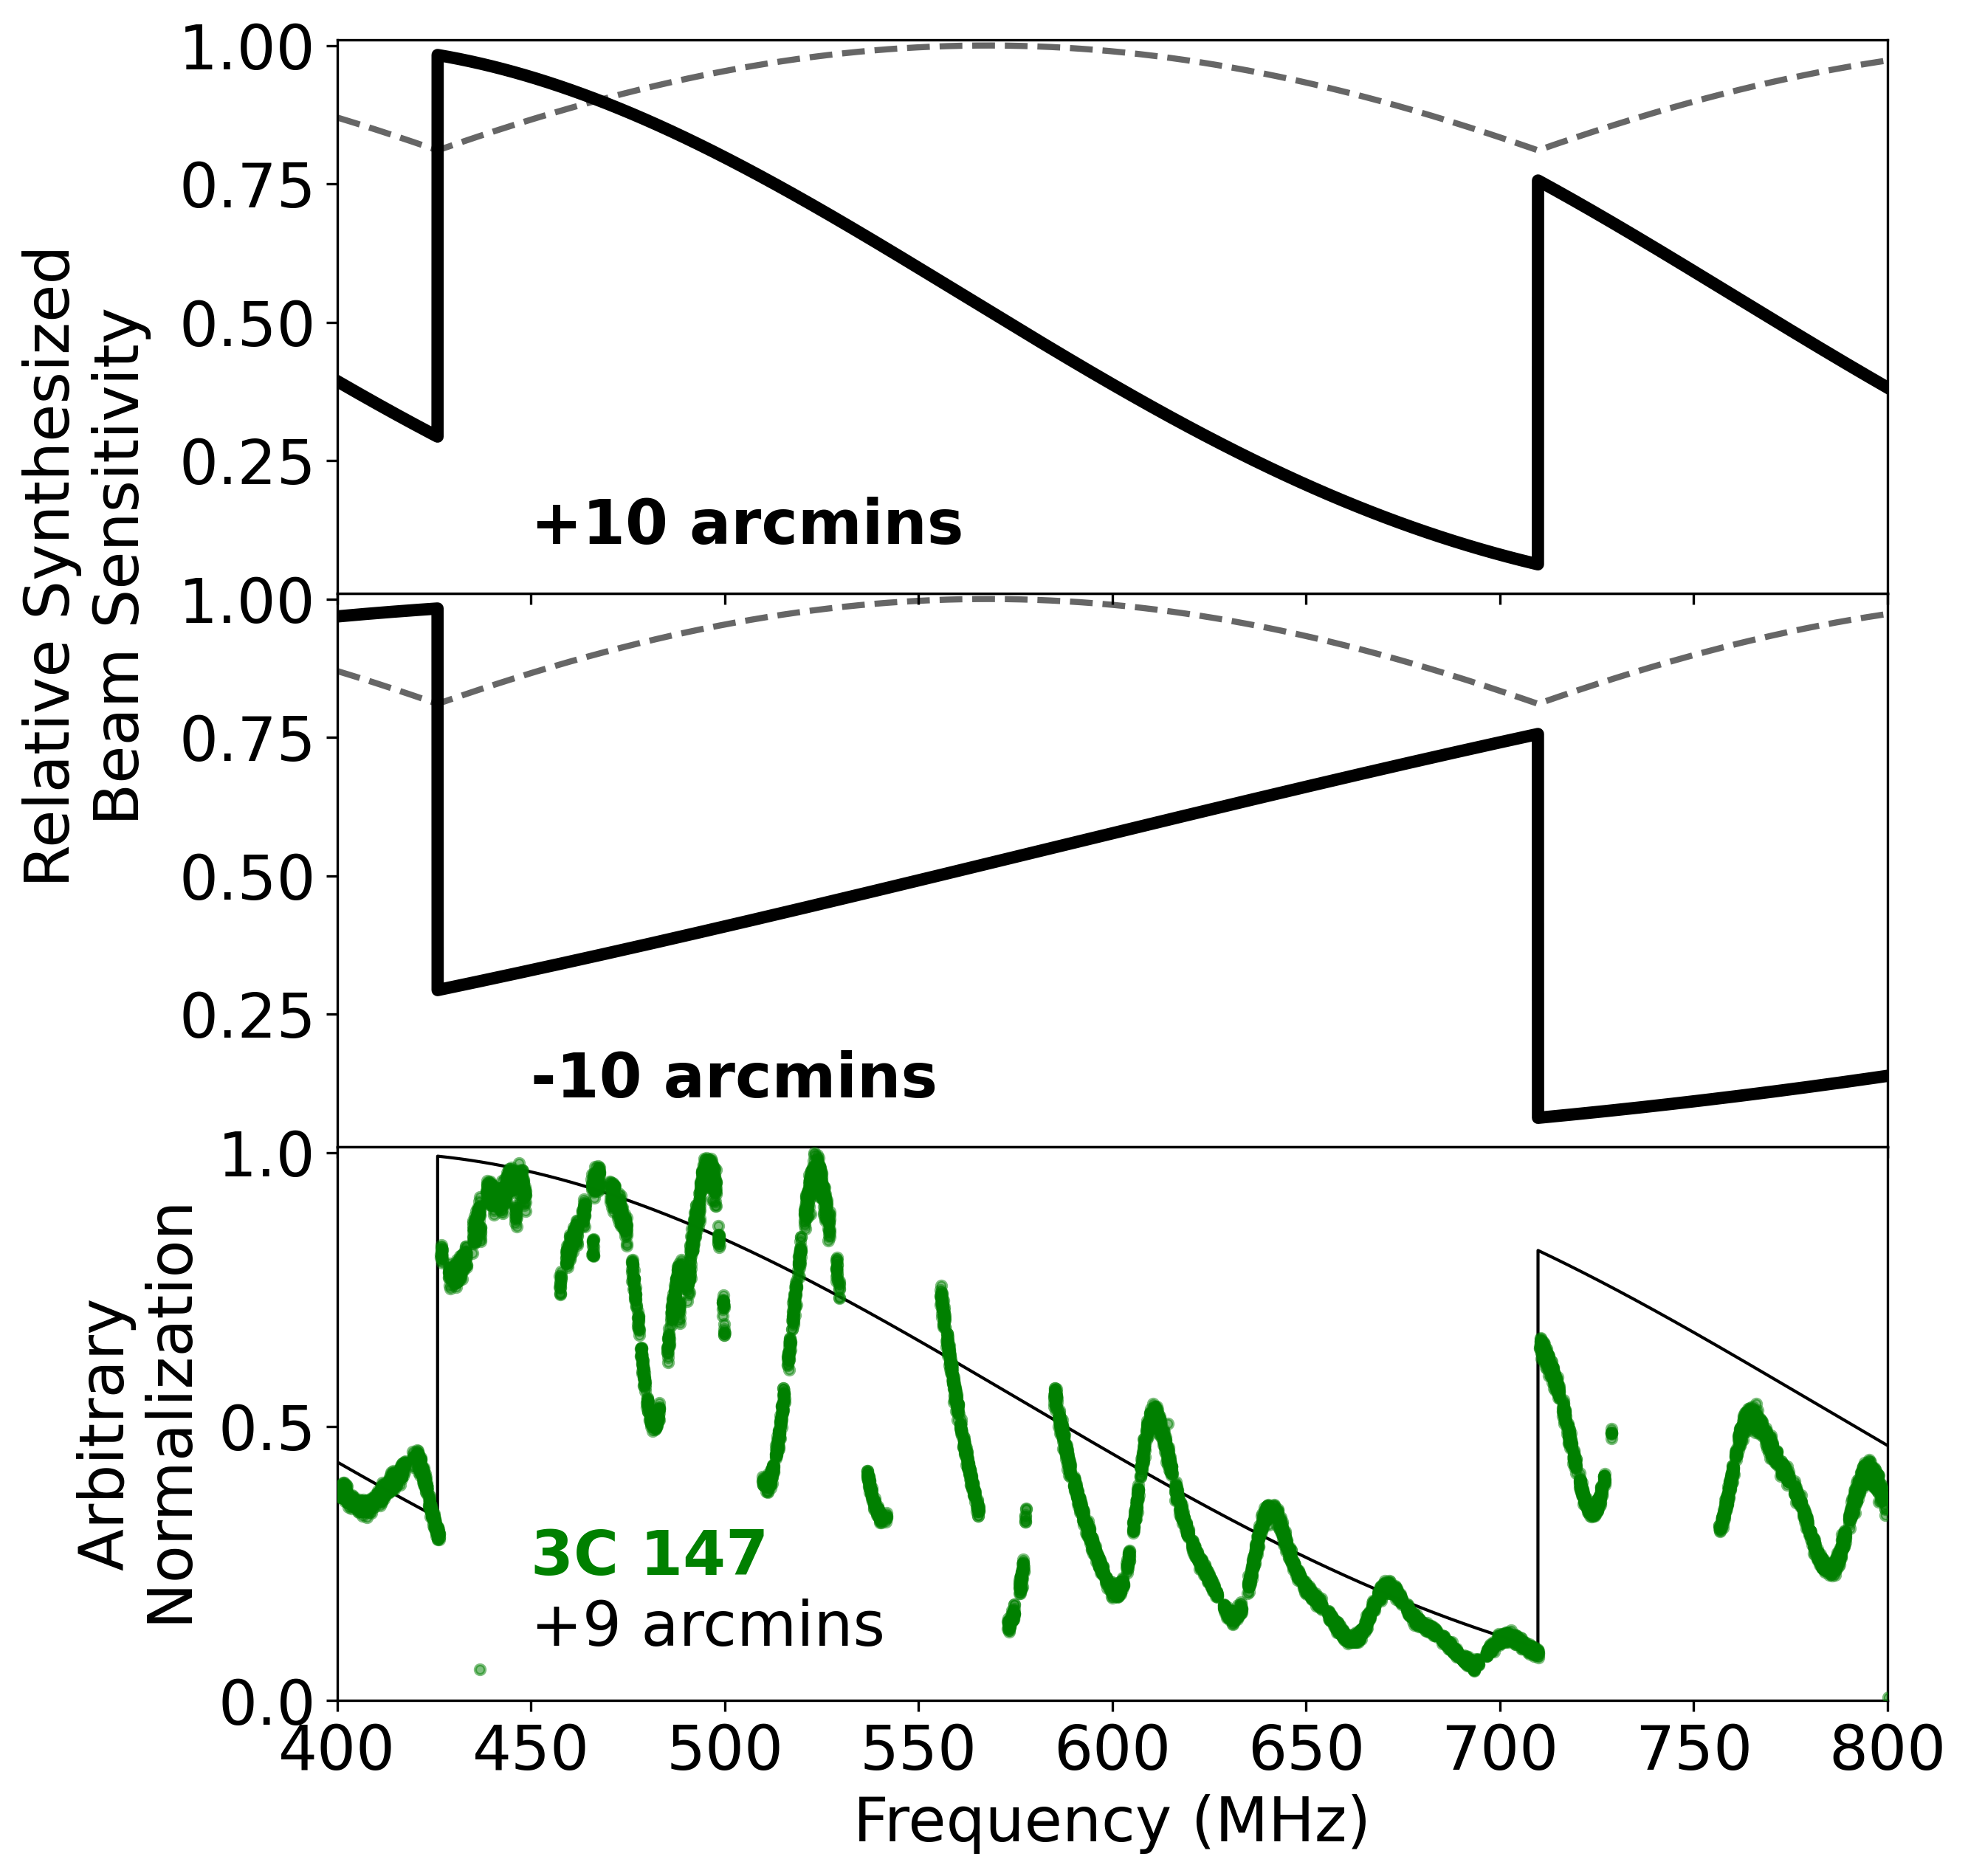 Relative Synthesized
Beam Sensitivity
1.00
0.75
0.50
0.25
+10 arcmins
1.00
0.75
0.50
0.25
-10 arcmins
Arbitrary
Normalization
1.0
0.5
0.0
3C 147
+9 arcmins
400 450 500 550 600 650 700 750 800
Frequency (MHz)